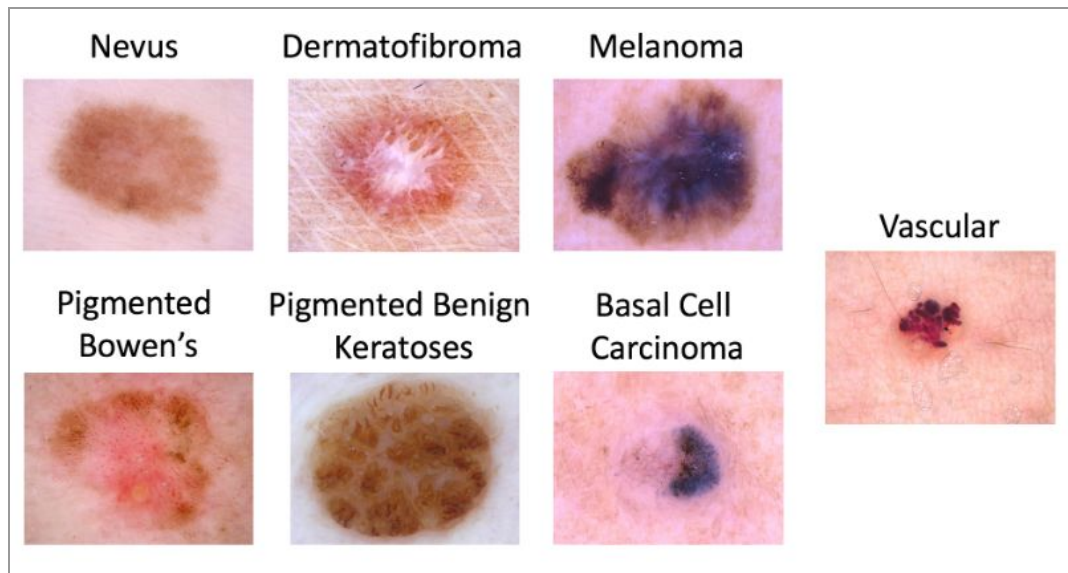 Nevus
Dermatofibroma
Melanoma
Vascular
Pigmented
Bowen's
Pigmented Benign
Keratoses
Basal Cell
Carcinoma